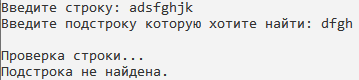 Введите строку: adsfghjk
Введите подстроку которую хотите найти: dfgh
Проверка строки...
Подстрока не найдена.